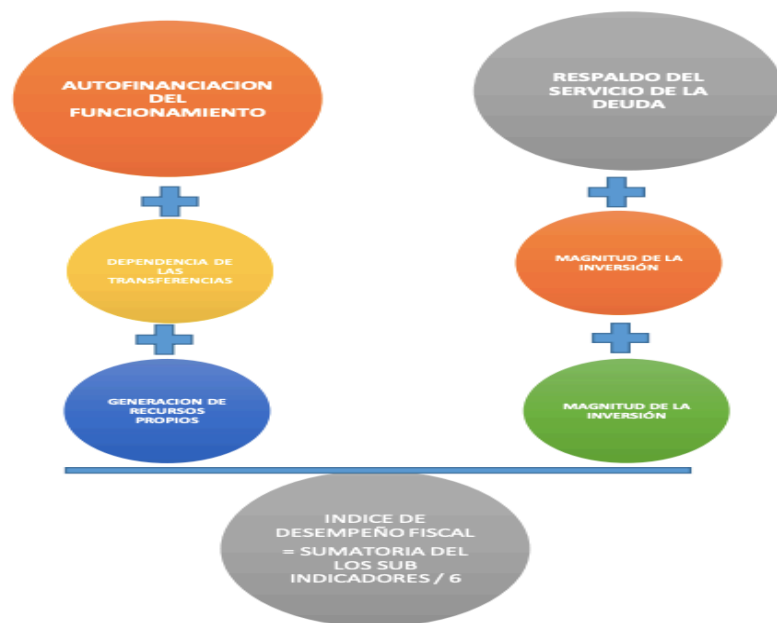 AUTOFINANCIACION
DEL
FUNCIONAMIENTO
DEPENDENCIA DE
LAS
TRANSFERENCIAS
GENERACION DE
RECURSOS
PROPIOS
RESPALDO DEL
SERVICIO DE LA
DEUDA
MAGNITUD DE LA
INVERSIÓN
MAGNITUD DE LA
INVERSIÓN
INDICE DE
DESEMPEÑO FISCAL
= SUMATORIA DEL
LOS SUB
INDICADORES / 6